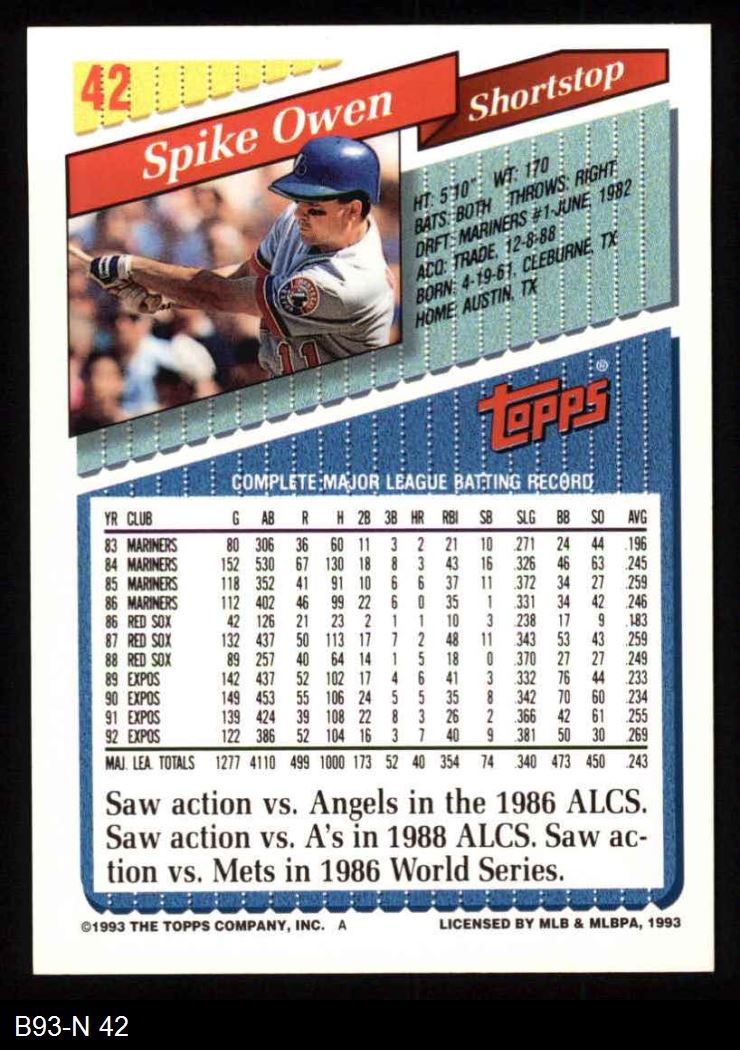 42
Spike Owen
Shortstop
HT: 5'10" WT: 170
BATS: BOTH THROWS: RIGHT
DRFT: MARINERS #1-JUNE, 1982
ACQ: TRADE, 12-8-88
BORN: 4-19-61, CLEBURNE, TX
HOME: AUSTIN, TX
11
Topps®
COMPLETE MAJOR LEAGUE BATTING RECORD
YR CLUB G AB R H 2B 3B HR RBI SB SLG BB SO AVG
83 MARINERS 80 306 36 60 11 3 2 21 10 .271 24 44 .196
84 MARINERS 152 530 67 130 18 8 3 43 16 .326 46 63 .245
85 MARINERS 118 352 41 91 10 6 6 37 11 .372 34 27 .259
86 MARINERS 112 402 46 99 22 6 0 35 1 .331 34 42 .246
86 RED SOX 42 126 21 23 2 1 1 10 3 .238 17 9 .183
87 RED SOX 132 437 50 113 17 7 2 48 11 .343 53 43 .259
88 RED SOX 89 257 40 64 14 1 5 18 0 .370 27 27 .249
89 EXPOS 142 437 52 102 17 4 6 41 3 .332 76 44 .233
90 EXPOS 149 453 55 106 24 5 5 35 8 .342 70 60 .234
91 EXPOS 139 424 39 108 22 8 3 26 2 .366 42 61 .255
92 EXPOS 122 386 52 104 16 3 7 40 9 .381 50 30 .269
MAJ. LEA. TOTALS 1277 4110 499 1000 173 52 40 354 74 .340 473 450 .243
Saw action vs. Angels in the 1986 ALCS.
Saw action vs. A's in 1988 ALCS. Saw ac-
tion vs. Mets in 1986 World Series.
©1993 THE TOPPS COMPANY, INC. A LICENSED BY MLB & MLBPA, 1993
B93-N 42